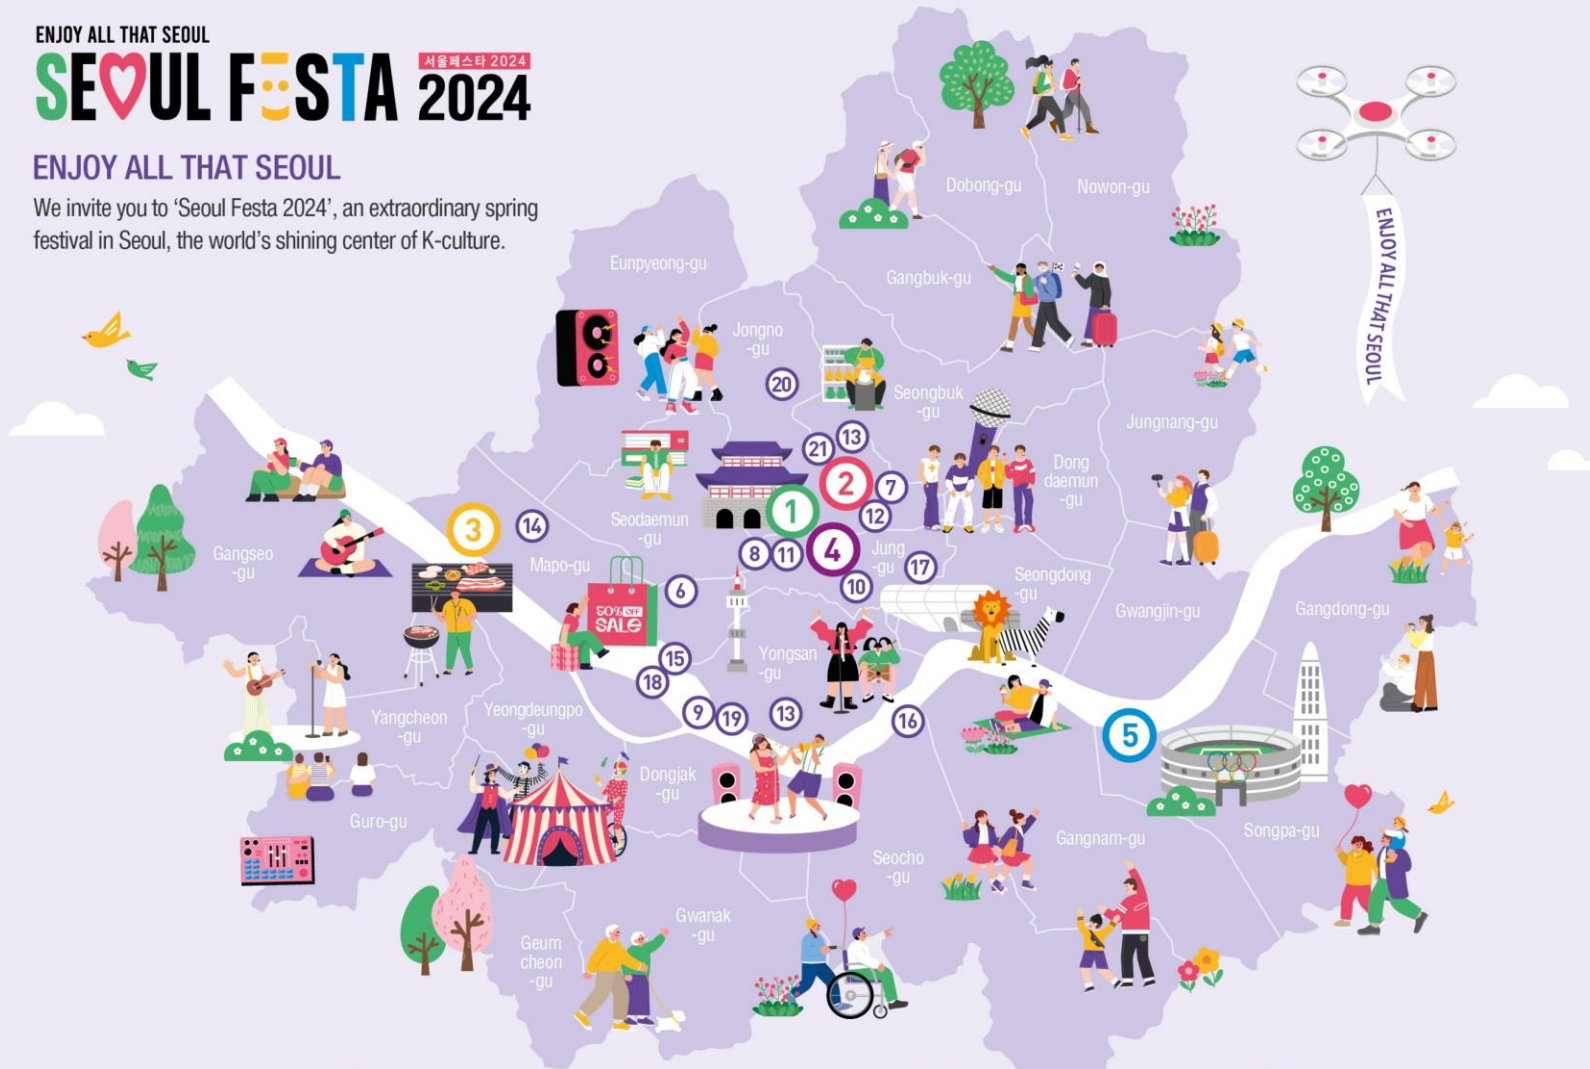 ENJOY ALL THAT SEOUL
SEOUL FESTA 2024
서울페스타 2024
ENJOY ALL THAT SEOUL
We invite you to ‘Seoul Festa 2024’, an extraordinary spring
festival in Seoul, the world’s shining center of K-culture.
ENJOY ALL THAT SEOUL
Dobong-gu
Nowon-gu
Eunpyeong-gu
Gangbuk-gu
Jongno
-gu
20
Seongbuk
-gu
Jungnang-gu
21
13
Dong
daemun
-gu
2
7
1
12
Seodaemun
-gu
3
14
Gangseo
-gu
Mapo-gu
8
11
4
Jung
-gu
17
10
Seongdong
-gu
Gwangjin-gu
Gangdong-gu
6
50% OFF
SALE
15
18
Yongsan
-gu
9
19
13
16
5
Yangcheon
-gu
Yeongdeungpo
-gu
Dongjak
-gu
Guro-gu
Seocho
-gu
Gangnam-gu
Songpa-gu
Gwanak
-gu
Geum
cheon
-gu